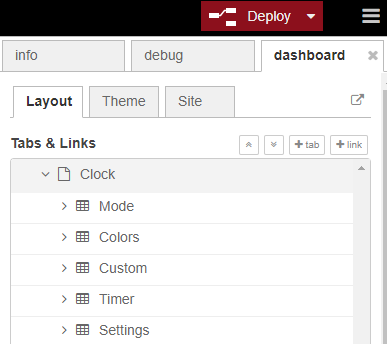 Deploy
info debug dashboard
Layout Theme Site
Tabs & Links +tab +link
Clock
Mode
Colors
Custom
Timer
Settings